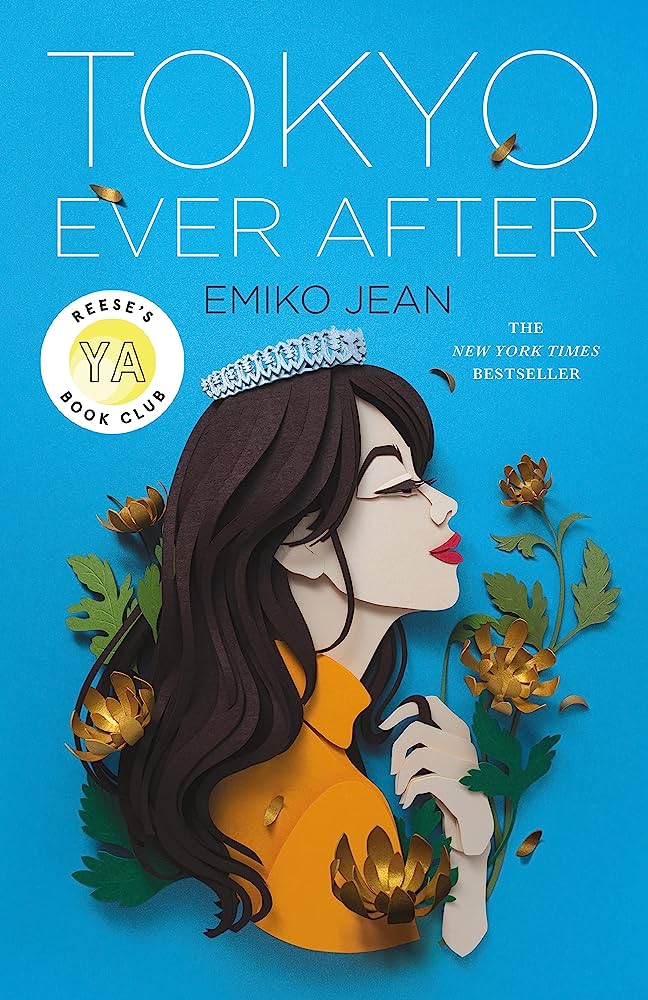 TOKYO
EVER AFTER
EMIKO JEAN
REESE'S
YA
BOOK CLUB
THE
NEW YORK TIMES
BESTSELLER